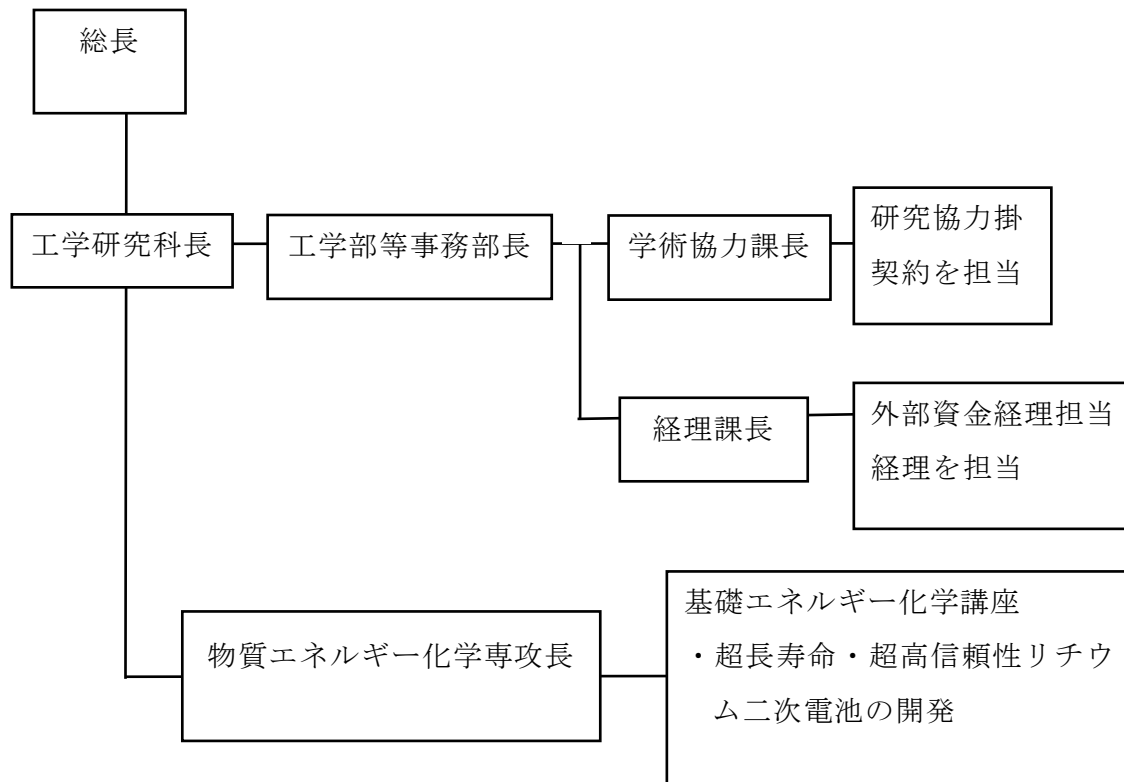 総長
工学研究科長
工学部等事務部長
学術協力課長
研究協力掛
契約を担当
経理課長
外部資金経理担当
経理を担当
物質エネルギー化学専攻長
基礎エネルギー化学講座
・超長寿命・超高信頼性リチウ
ム二次電池の開発